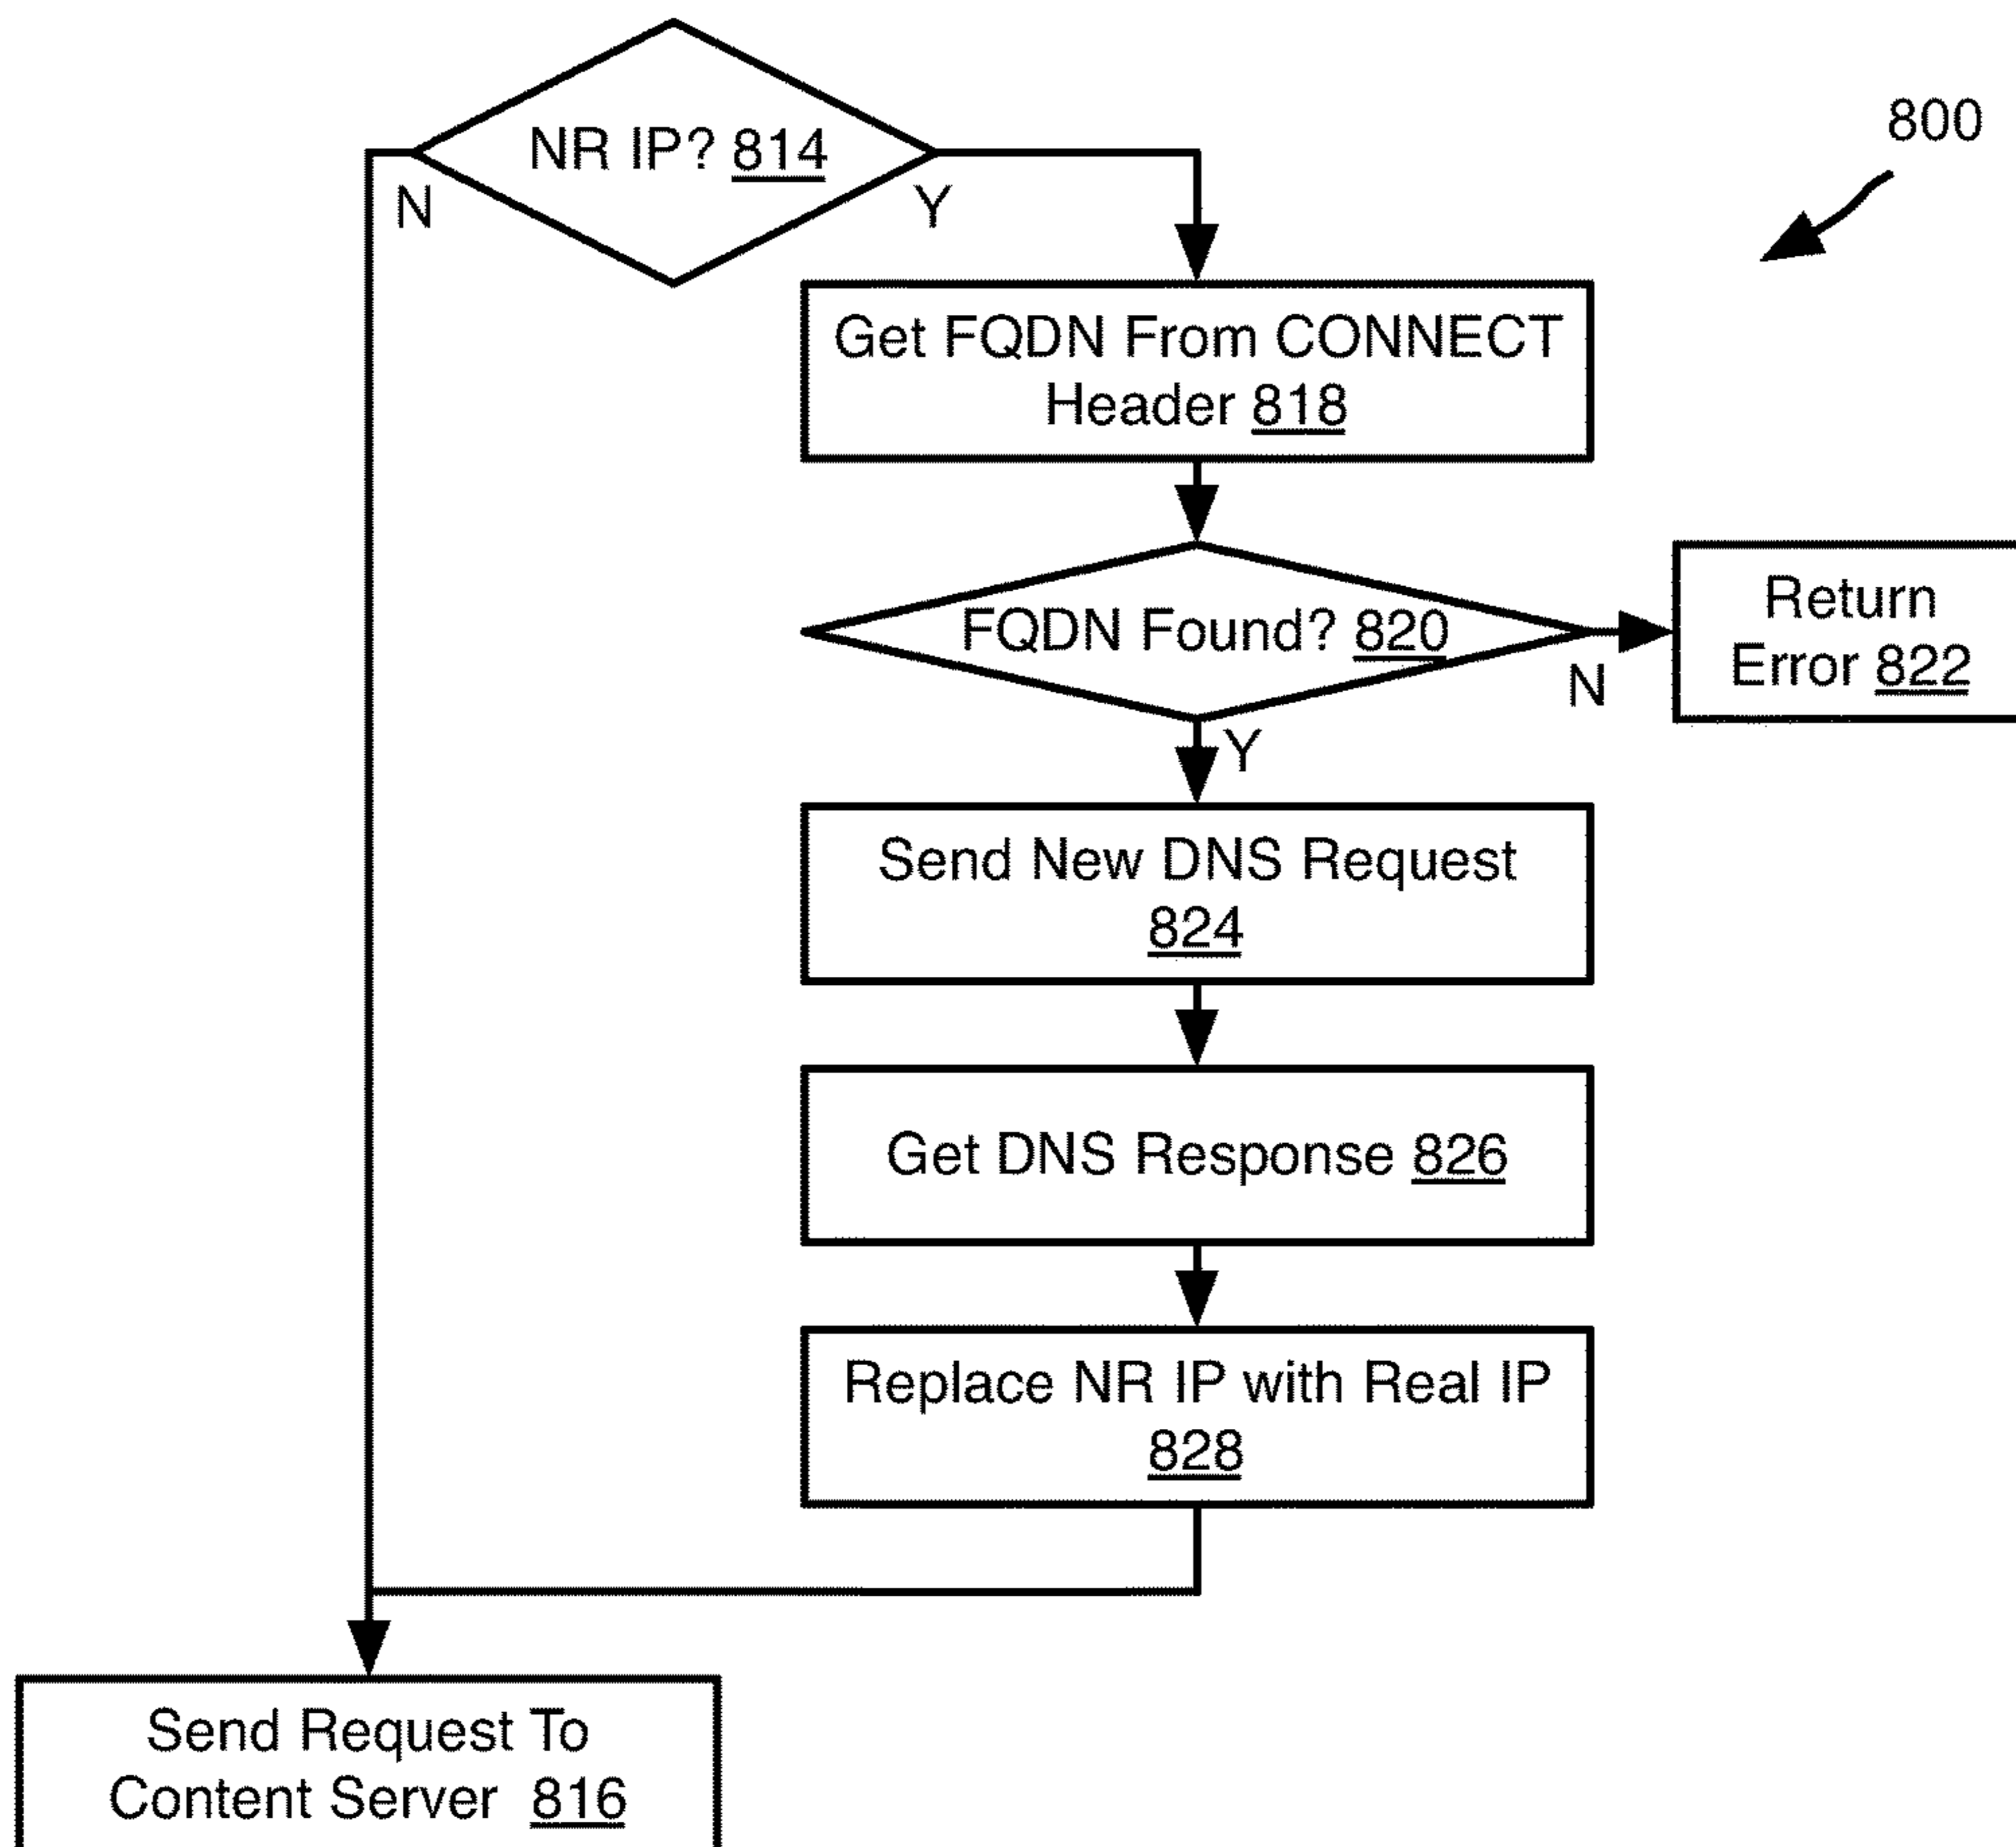 800
NR IP? 814
N
Y
Get FQDN From CONNECT
Header 818
FQDN Found? 820
N
Y
Return
Error 822
Send New DNS Request
824
Get DNS Response 826
Replace NR IP with Real IP
828
Send Request To
Content Server 816